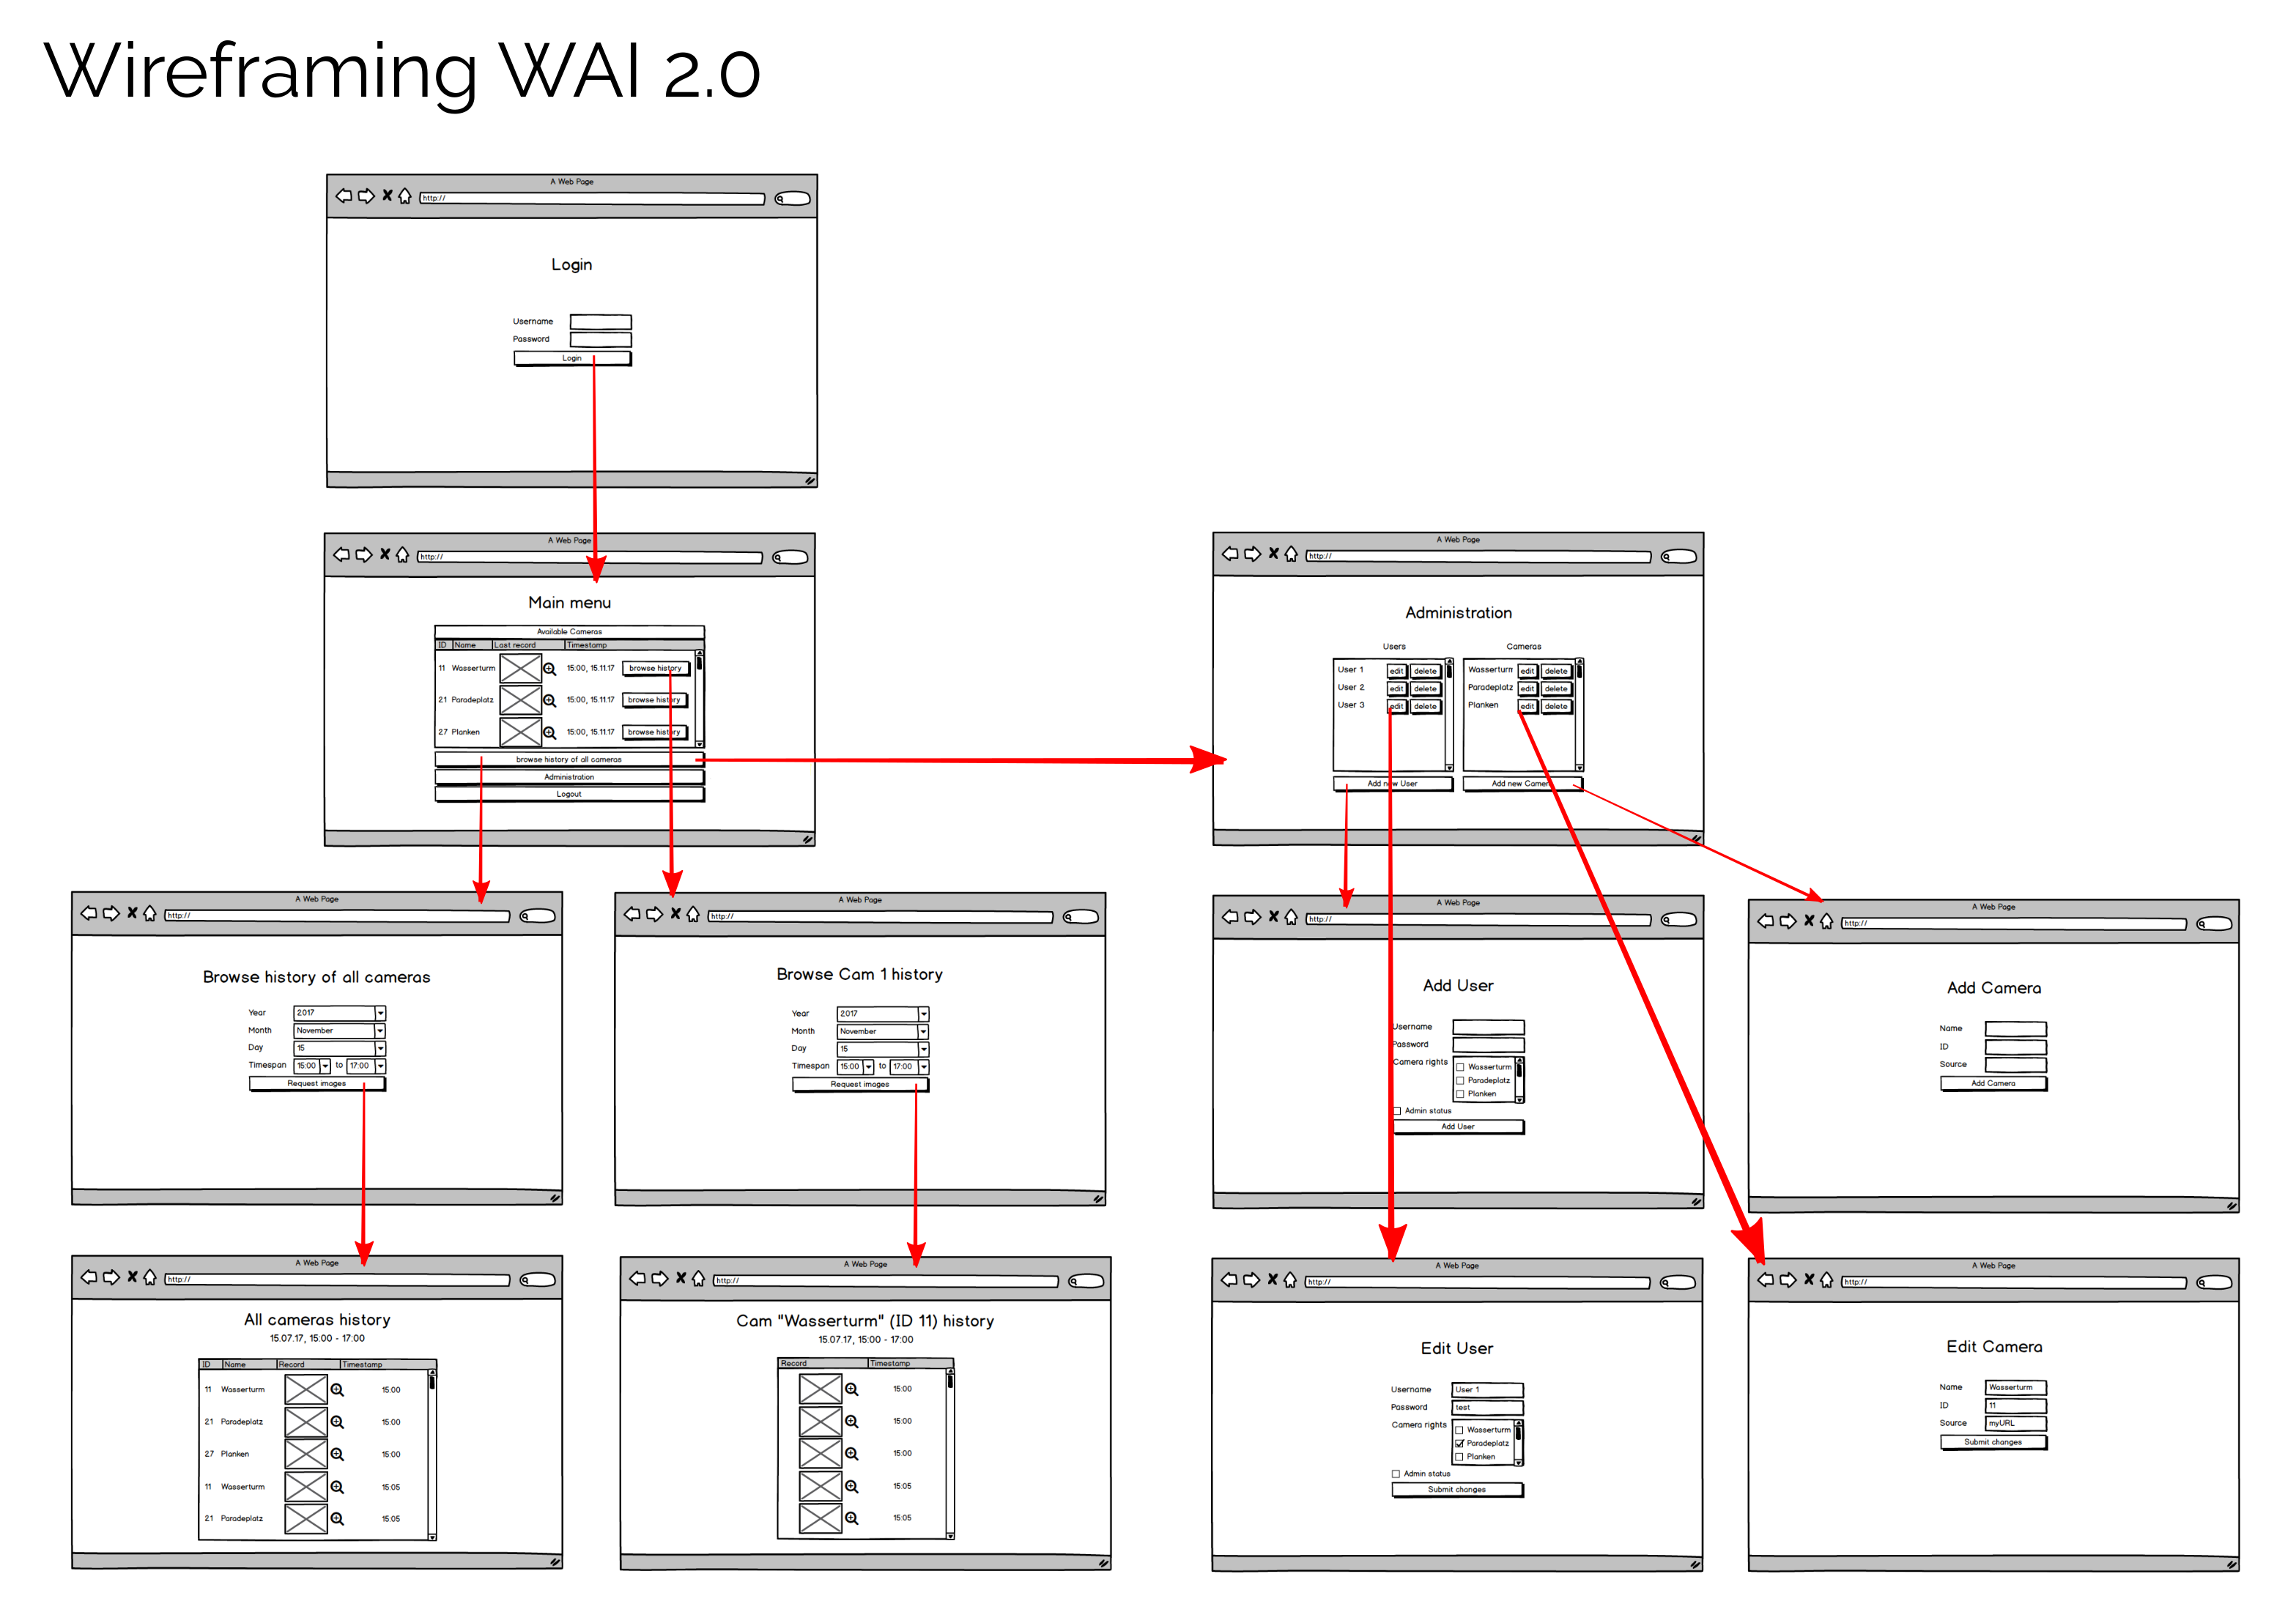 Wireframing WAI 2.0
A Web Page
http://
Login
Username
Password
Login
A Web Page
http://
Main menu
Available Cameras
ID Name Last record Timestamp
11 Wasserturm 15:00, 15.11.17 browse history
21 Paradeplatz 15:00, 15.11.17 browse history
27 Planken 15:00, 15.11.17 browse history
browse history of all cameras
Administration
Logout
A Web Page
http://
Administration
Users Cameras
User 1 edit delete Wasserturm edit delete
User 2 edit delete Paradeplatz edit delete
User 3 edit delete Planken edit delete
Add new User Add new Camera
A Web Page
http://
Browse history of all cameras
Year 2017
Month November
Day 15
Timespan 15:00 to 17:00
Request images
A Web Page
http://
Browse Cam 1 history
Year 2017
Month November
Day 15
Timespan 15:00 to 17:00
Request images
A Web Page
http://
Add User
Username
Password
Camera rights Wasserturm
Paradeplatz
Planken
Admin status
Add User
A Web Page
http://
Add Camera
Name
ID
Source
Add Camera
A Web Page
http://
All cameras history
15.07.17, 15:00 - 17:00
ID Name Record Timestamp
11 Wasserturm 15:00
21 Paradeplatz 15:00
27 Planken 15:00
11 Wasserturm 15:05
21 Paradeplatz 15:05
A Web Page
http://
Cam "Wasserturm" (ID 11) history
15.07.17, 15:00 - 17:00
Record Timestamp
15:00
15:00
15:00
15:05
15:05
A Web Page
http://
Edit User
Username User 1
Password test
Camera rights Wasserturm
Paradeplatz
Planken
Admin status
Submit changes
A Web Page
http://
Edit Camera
Name Wasserturm
ID 11
Source myURL
Submit changes